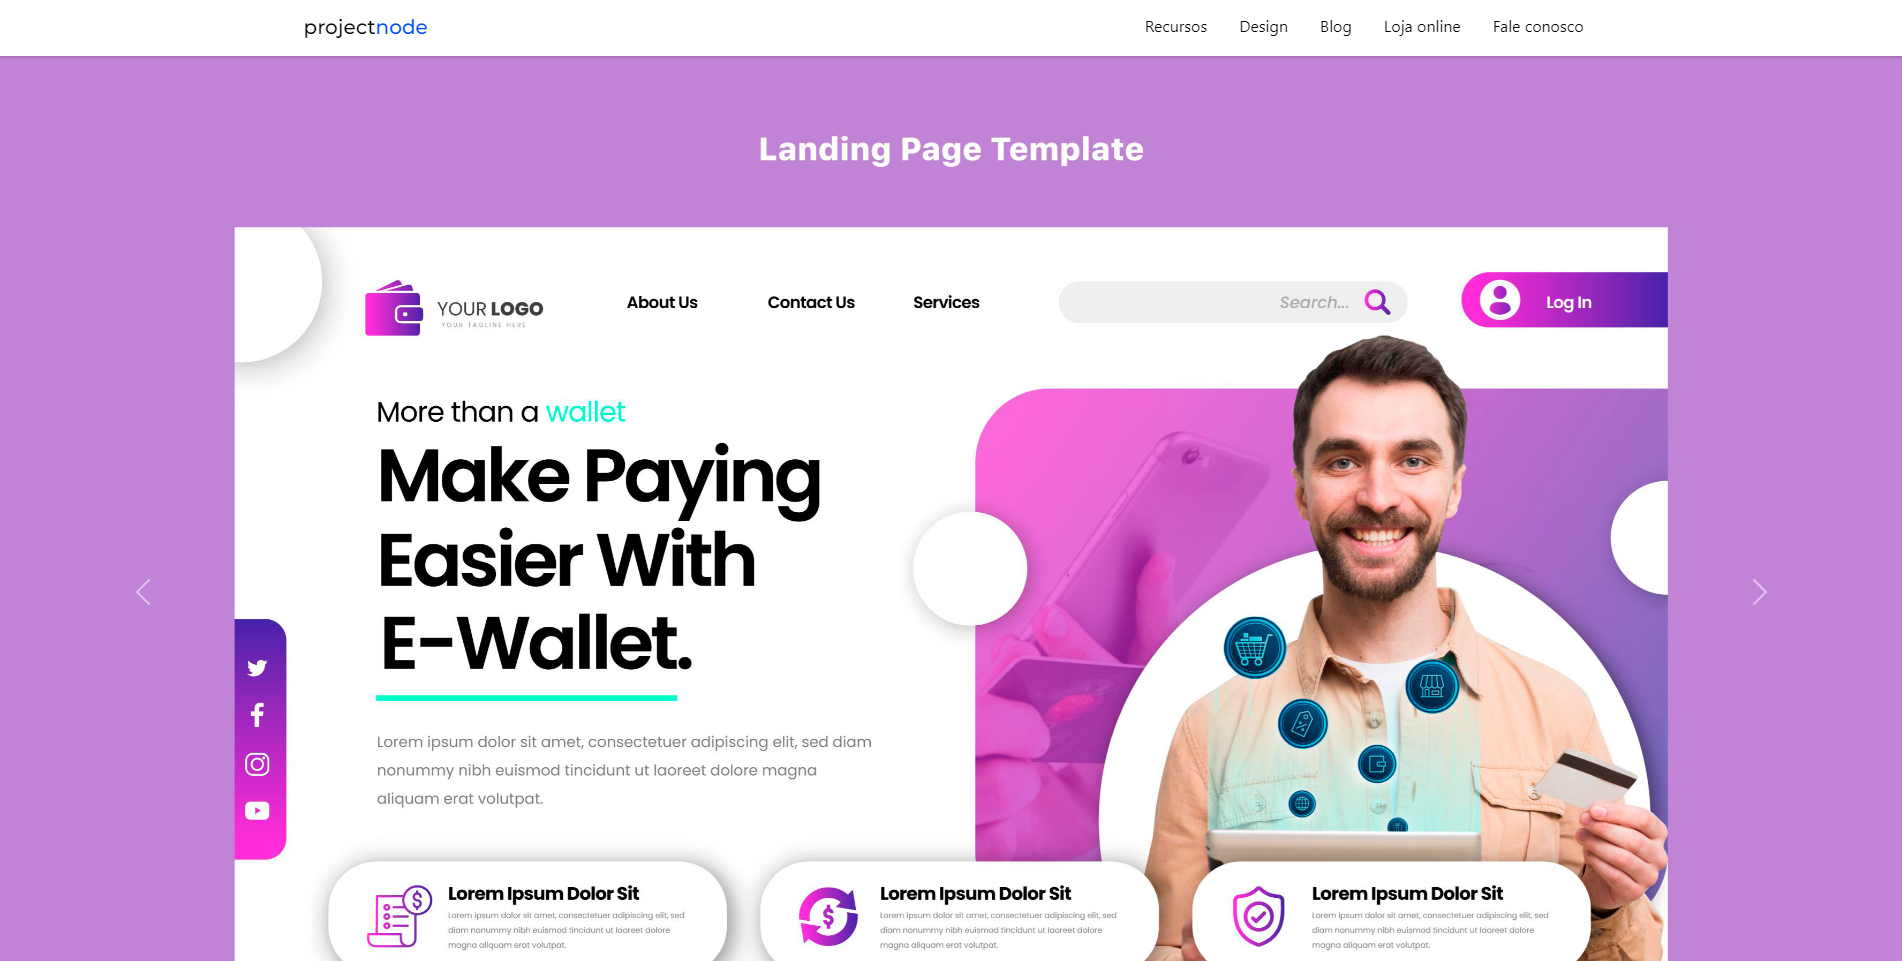 projectnode
Recursos
Design
Blog
Loja online
Fale conosco
Landing Page Template
YOUR LOGO
YOUR TAGLINE HERE
About Us
Contact Us
Services
Search...
Log In
More than a wallet
Make Paying
Easier With
E-Wallet.
Lorem ipsum dolor sit amet, consectetuer adipiscing elit, sed diam
nonummy nibh euismod tincidunt ut laoreet dolore magna
aliquam erat volutpat.
Lorem Ipsum Dolor Sit
Lorem ipsum dolor sit amet, consectetuer adipiscing elit, sed
diam nonummy nibh euismod tincidunt ut laoreet dolore
magna aliquam erat volutpat.
Lorem Ipsum Dolor Sit
Lorem ipsum dolor sit amet, consectetuer adipiscing elit, sed
diam nonummy nibh euismod tincidunt ut laoreet dolore
magna aliquam erat volutpat.
Lorem Ipsum Dolor Sit
Lorem ipsum dolor sit amet, consectetuer adipiscing elit, sed
diam nonummy nibh euismod tincidunt ut laoreet dolore
magna aliquam erat volutpat.